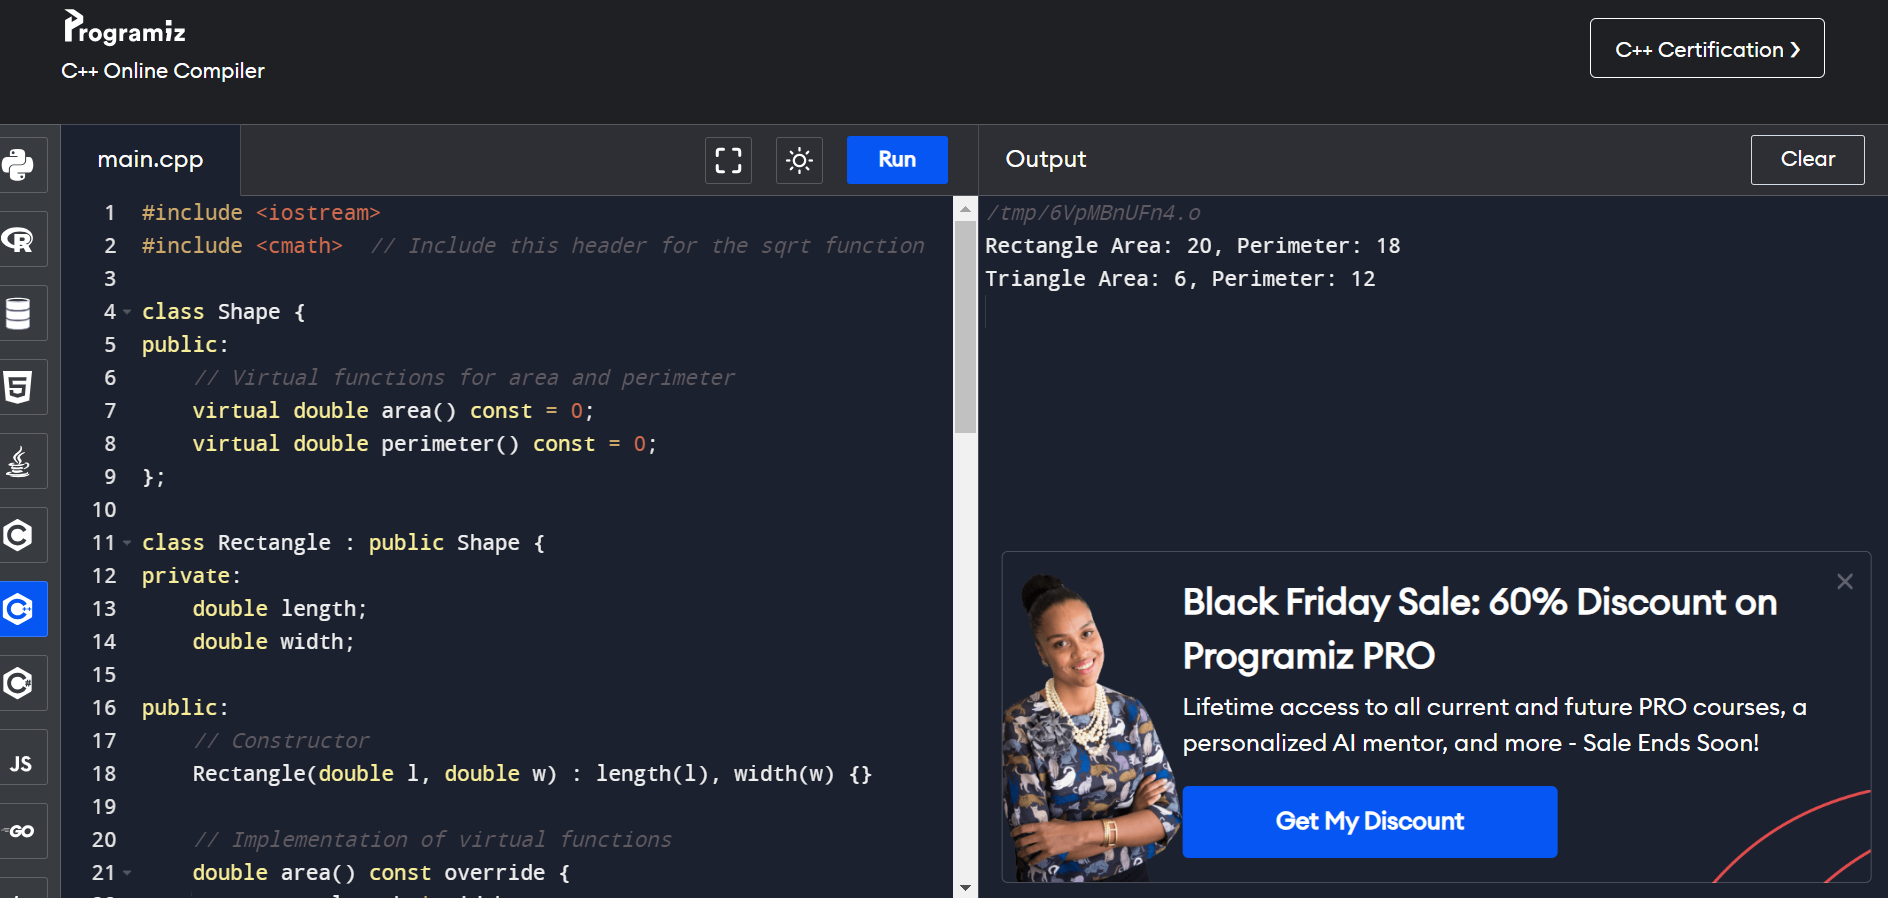 Programiz
C++ Online Compiler
C++ Certification ❯
main.cpp
Run
Output
Clear
1 #include <iostream>
2 #include <cmath>  // Include this header for the sqrt function
3
4 class Shape {
5 public:
6     // Virtual functions for area and perimeter
7     virtual double area() const = 0;
8     virtual double perimeter() const = 0;
9 };
10
11 class Rectangle : public Shape {
12 private:
13     double length;
14     double width;
15
16 public:
17     // Constructor
18     Rectangle(double l, double w) : length(l), width(w) {}
19
20     // Implementation of virtual functions
21     double area() const override {
/tmp/6VpMBnUFn4.o
Rectangle Area: 20, Perimeter: 18
Triangle Area: 6, Perimeter: 12
Black Friday Sale: 60% Discount on
Programiz PRO
Lifetime access to all current and future PRO courses, a
personalized AI mentor, and more - Sale Ends Soon!
Get My Discount
R
5
C
C++
C#
JS
GO